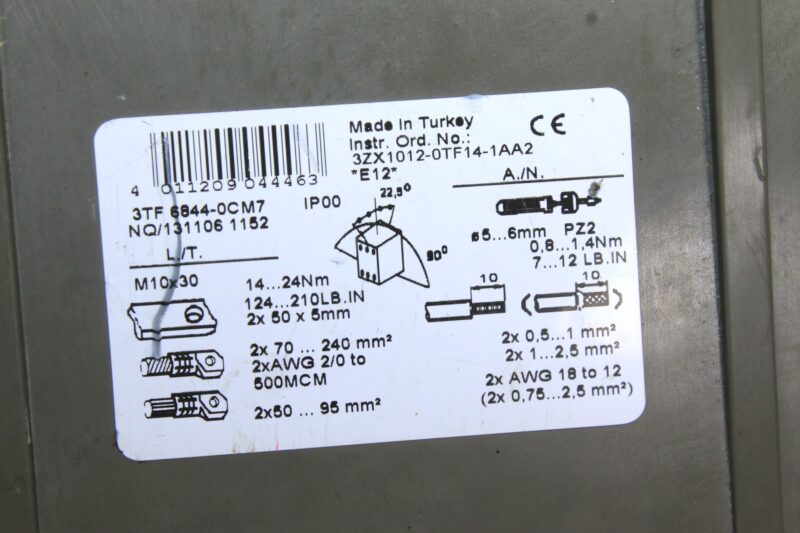 4 011209 044463
3TF 6844-0CM7 IP00
NQ/131106 1152
Made in Turkey
Instr. Ord. No.:
3ZX1012-0TF14-1AA2
*E12*
CE
22,5°
90°
L./T.
M10x30
14...24Nm
124...210LB.IN
2x 50 x 5mm
2x 70 ... 240 mm²
2xAWG 2/0 to
500MCM
2x50 ... 95 mm²
A./N.
ø5...6mm PZ2
0,8...1,4Nm
7...12 LB.IN
10
( 10 )
2x 0,5...1 mm²
2x 1...2,5 mm²
2x AWG 18 to 12
(2x 0,75...2,5 mm²)